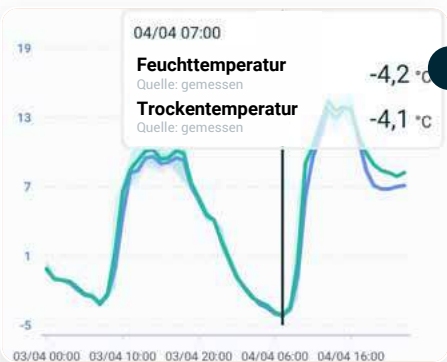 04/04 07:00
Feuchttemperatur
-4,2 °C
Quelle: gemessen
Trockentemperatur
-4,1 °C
Quelle: gemessen
19
13
7
1
-5
03/04 00:00 03/04 10:00 03/04 20:00 04/04 06:00 04/04 16:00